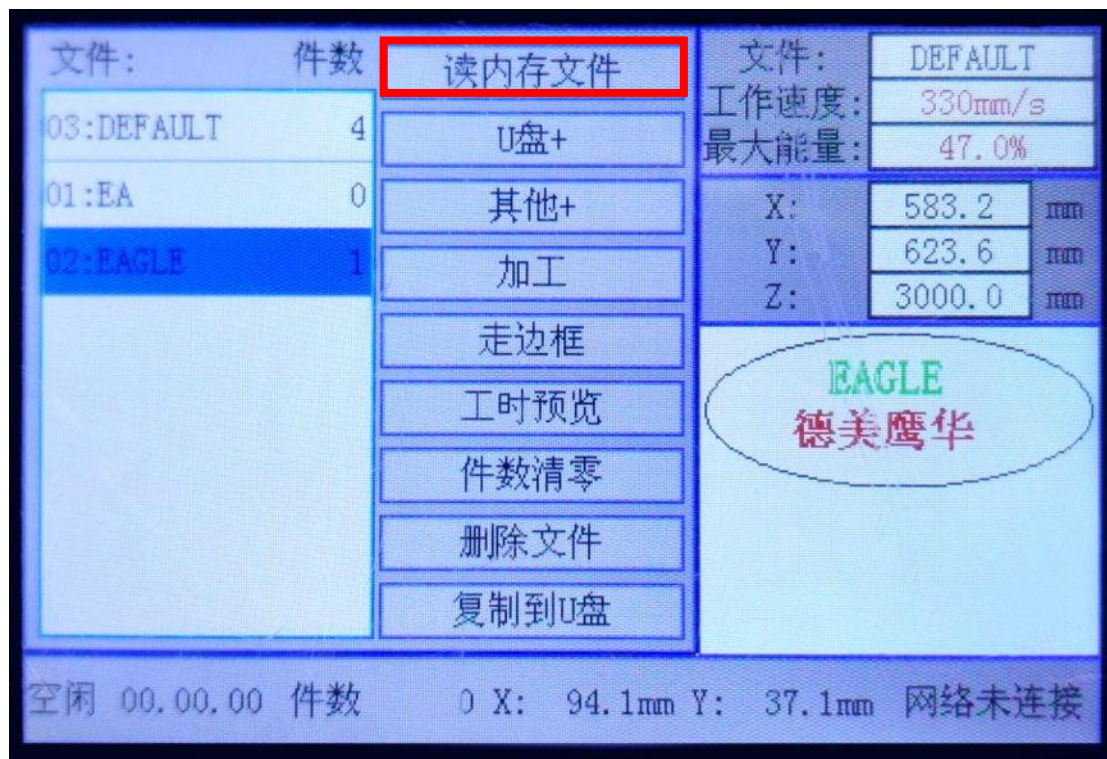 文件: 件数
03:DEFAULT 4
01:EA 0
02:EAGLE 1
读内存文件
U盘+
其他+
加工
走边框
工时预览
件数清零
删除文件
复制到U盘
文件: DEFAULT
工作速度: 330mm/s
最大能量: 47.0%
X: 583.2 mm
Y: 623.6 mm
Z: 3000.0 mm
EAGLE
德美鹰华
空闲 00.00.00 件数 0 X: 94.1mm Y: 37.1mm 网络未连接